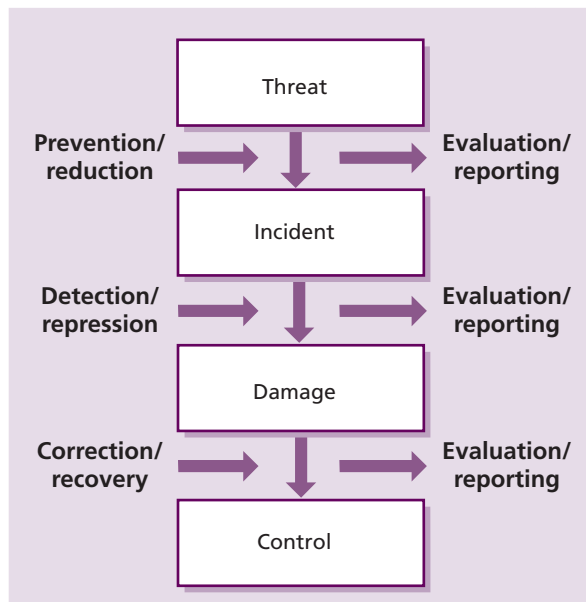 Threat
Prevention/
reduction
Evaluation/
reporting
Incident
Detection/
repression
Evaluation/
reporting
Damage
Correction/
recovery
Evaluation/
reporting
Control